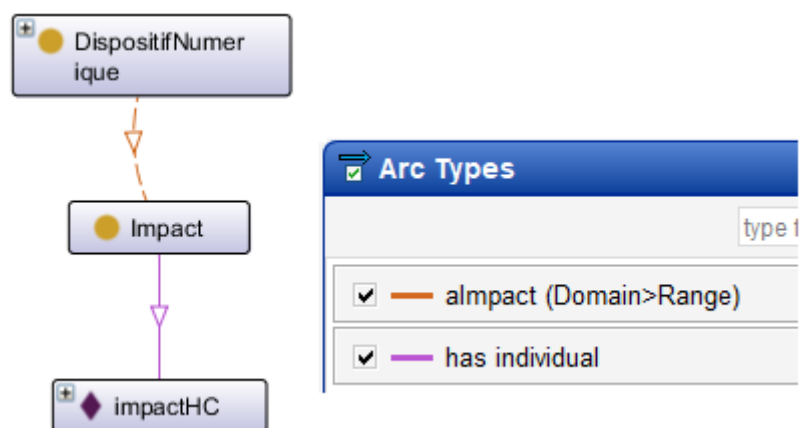 DispositifNumer
ique
Impact
impactHC
Arc Types
type f
aImpact (Domain>Range)
has individual